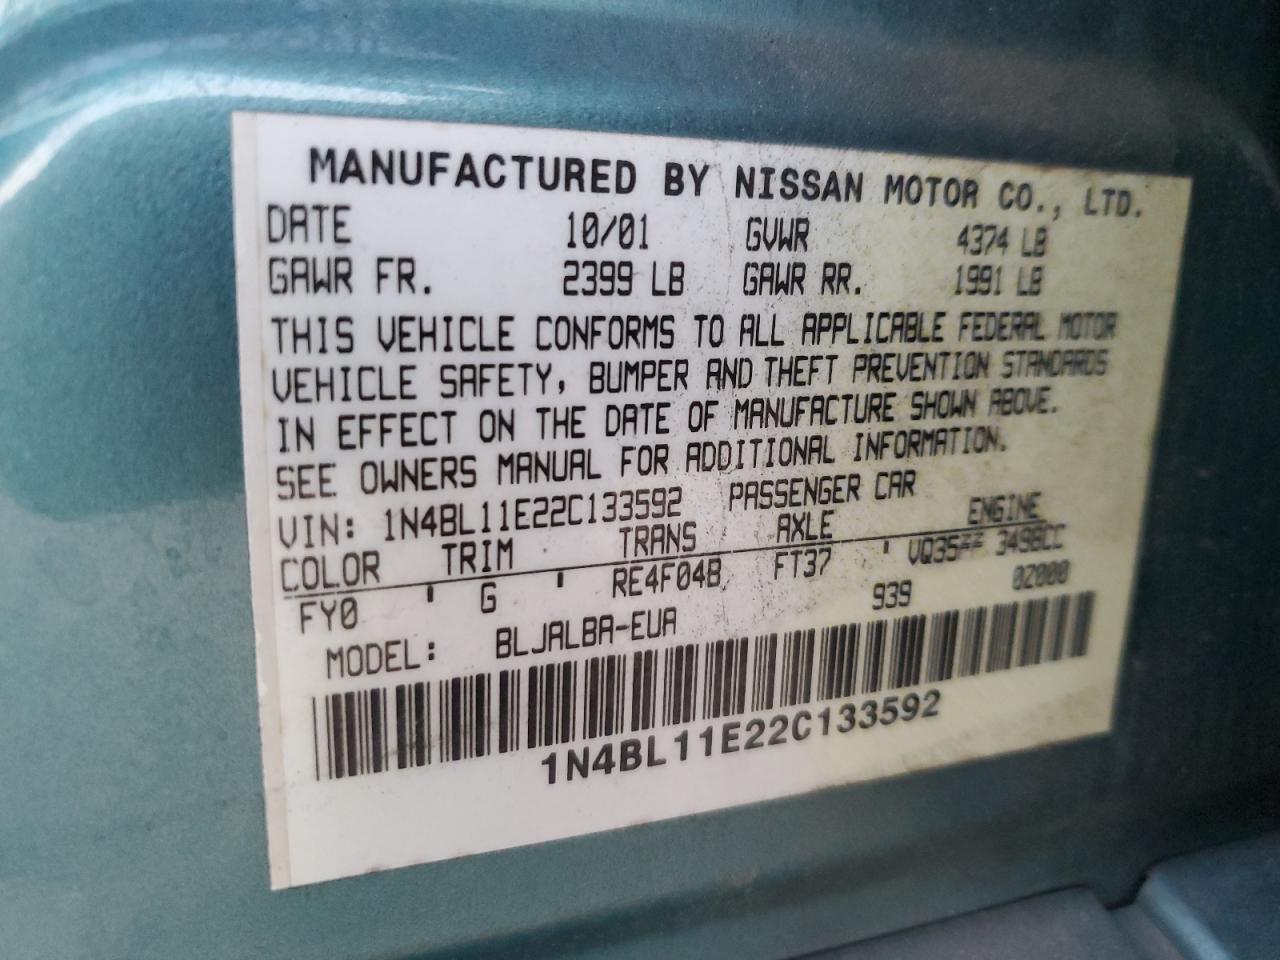 MANUFACTURED BY NISSAN MOTOR CO., LTD.
DATE 10/01 GVWR 4374 LB
GAWR FR. 2399 LB GAWR RR. 1991 LB
THIS VEHICLE CONFORMS TO ALL APPLICABLE FEDERAL MOTOR
VEHICLE SAFETY, BUMPER AND THEFT PREVENTION STANDARDS
IN EFFECT ON THE DATE OF MANUFACTURE SHOWN ABOVE.
SEE OWNERS MANUAL FOR ADDITIONAL INFORMATION.
VIN: 1N4BL11E22C133592 PASSENGER CAR
COLOR TRIM TRANS AXLE ENGINE
FY0 ' G ' RE4F04B FT37 ' VQ35** 3498CC
MODEL: BLJALBA-EUA 939 02000
1N4BL11E22C133592